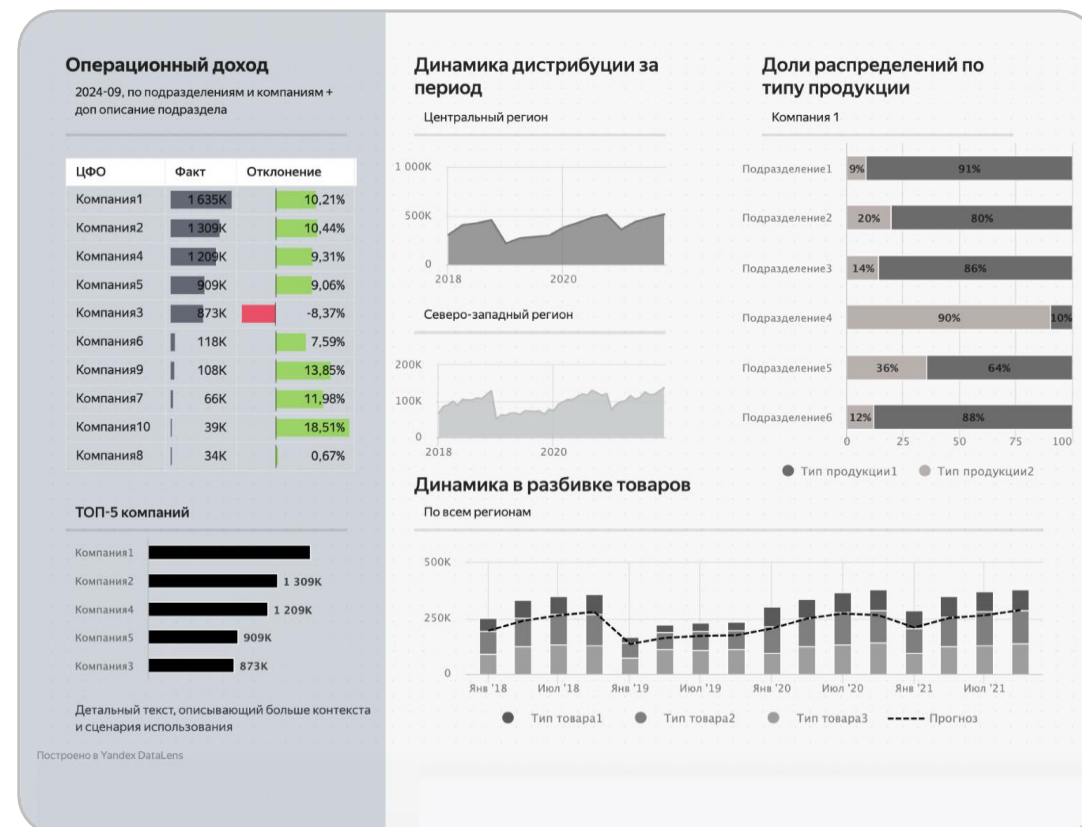 Операционный доход
2024-09, по подразделениям и компаниям +
доп описание подраздела
ЦФО Факт Отклонение
Компания1 1 635K 10,21%
Компания2 1 309K 10,44%
Компания4 1 209K 9,31%
Компания5 909K 9,06%
Компания3 873K -8,37%
Компания6 118K 7,59%
Компания9 108K 13,85%
Компания7 66K 11,98%
Компания10 39K 18,51%
Компания8 34K 0,67%
ТОП-5 компаний
Компания1
Компания2 1 309K
Компания4 1 209K
Компания5 909K
Компания3 873K
Детальный текст, описывающий больше контекста
и сценария использования
Построено в Yandex DataLens
Динамика дистрибуции за
период
Центральный регион
1 000K
500K
0
2018 2020
Северо-западный регион
200K
100K
0
2018 2020
Доли распределений по
типу продукции
Компания 1
Подразделение1 9% 91%
Подразделение2 20% 80%
Подразделение3 14% 86%
Подразделение4 90% 10%
Подразделение5 36% 64%
Подразделение6 12% 88%
0 25 50 75 100
Тип продукции1 Тип продукции2
Динамика в разбивке товаров
По всем регионам
500K
250K
0
Янв '18 Июл '18 Янв '19 Июл '19 Янв '20 Июл '20 Янв '21 Июл '21
Тип товара1 Тип товара2 Тип товара3 Прогноз